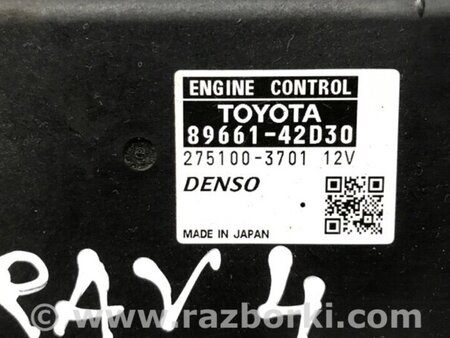 ENGINE CONTROL
TOYOTA
89661-42D30
275100-3701 12V
DENSO
MADE IN JAPAN
RAV 4
© www.razborki.com